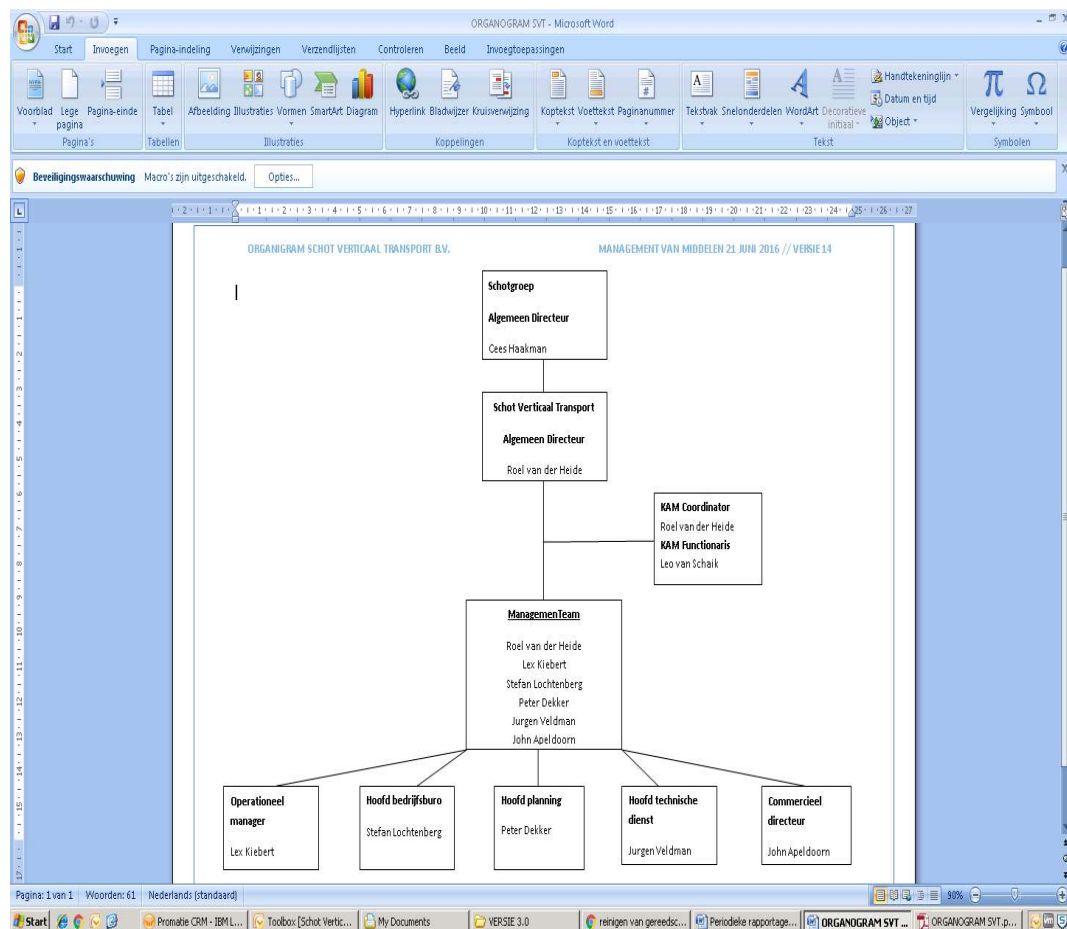 ORGANOGRAM SVT - Microsoft Word
Start Invoegen Pagina-indeling Verwijzingen Verzendlijsten Controleren Beeld Invoegtoepassingen
Voorblad Lege pagina Pagina-einde Tabel Afbeelding Illustraties Vormen SmartArt Diagram Hyperlink Bladwijzer Kruisverwijzing Koptekst Voettekst Paginanummer Tekstvak Snelonderdelen WordArt Decoratieve initiaal Handtekeninglijn Datum en tijd Object Vergelijking Symbool
Pagina's Tabellen Illustraties Koppelingen Koptekst en voettekst Tekst Symbolen
Beveiligingswaarschuwing Macro's zijn uitgeschakeld. Opties...
ORGANIGRAM SCHOT VERTICAAL TRANSPORT B.V. MANAGEMENT VAN MIDDELEN 21 JUNI 2016 // VERSIE 14
Schotgroep
Algemeen Directeur
Cees Haakman
Schot Verticaal Transport
Algemeen Directeur
Roel van der Heide
KAM Coordinator
Roel van der Heide
KAM Functionaris
Leo van Schaik
ManagemenTeam
Roel van der Heide
Lex Kiebert
Stefan Lochtenberg
Peter Dekker
Jurgen Veldman
John Apeldoorn
Operationeel
manager
Lex Kiebert
Hoofd bedrijfsburo
Stefan Lochtenberg
Hoofd planning
Peter Dekker
Hoofd technische
dienst
Jurgen Veldman
Commercieel
directeur
John Apeldoorn
Pagina: 1 van 1 Woorden: 61 Nederlands (standaard) 90%
Start Promatie CRM - IBM L... Toolbox [Schot Vertic... My Documents VERSIE 3.0 reinigen van gereedsc... Periodieke rapportage... ORGANOGRAM SVT ... ORGANOGRAM SVT.p...